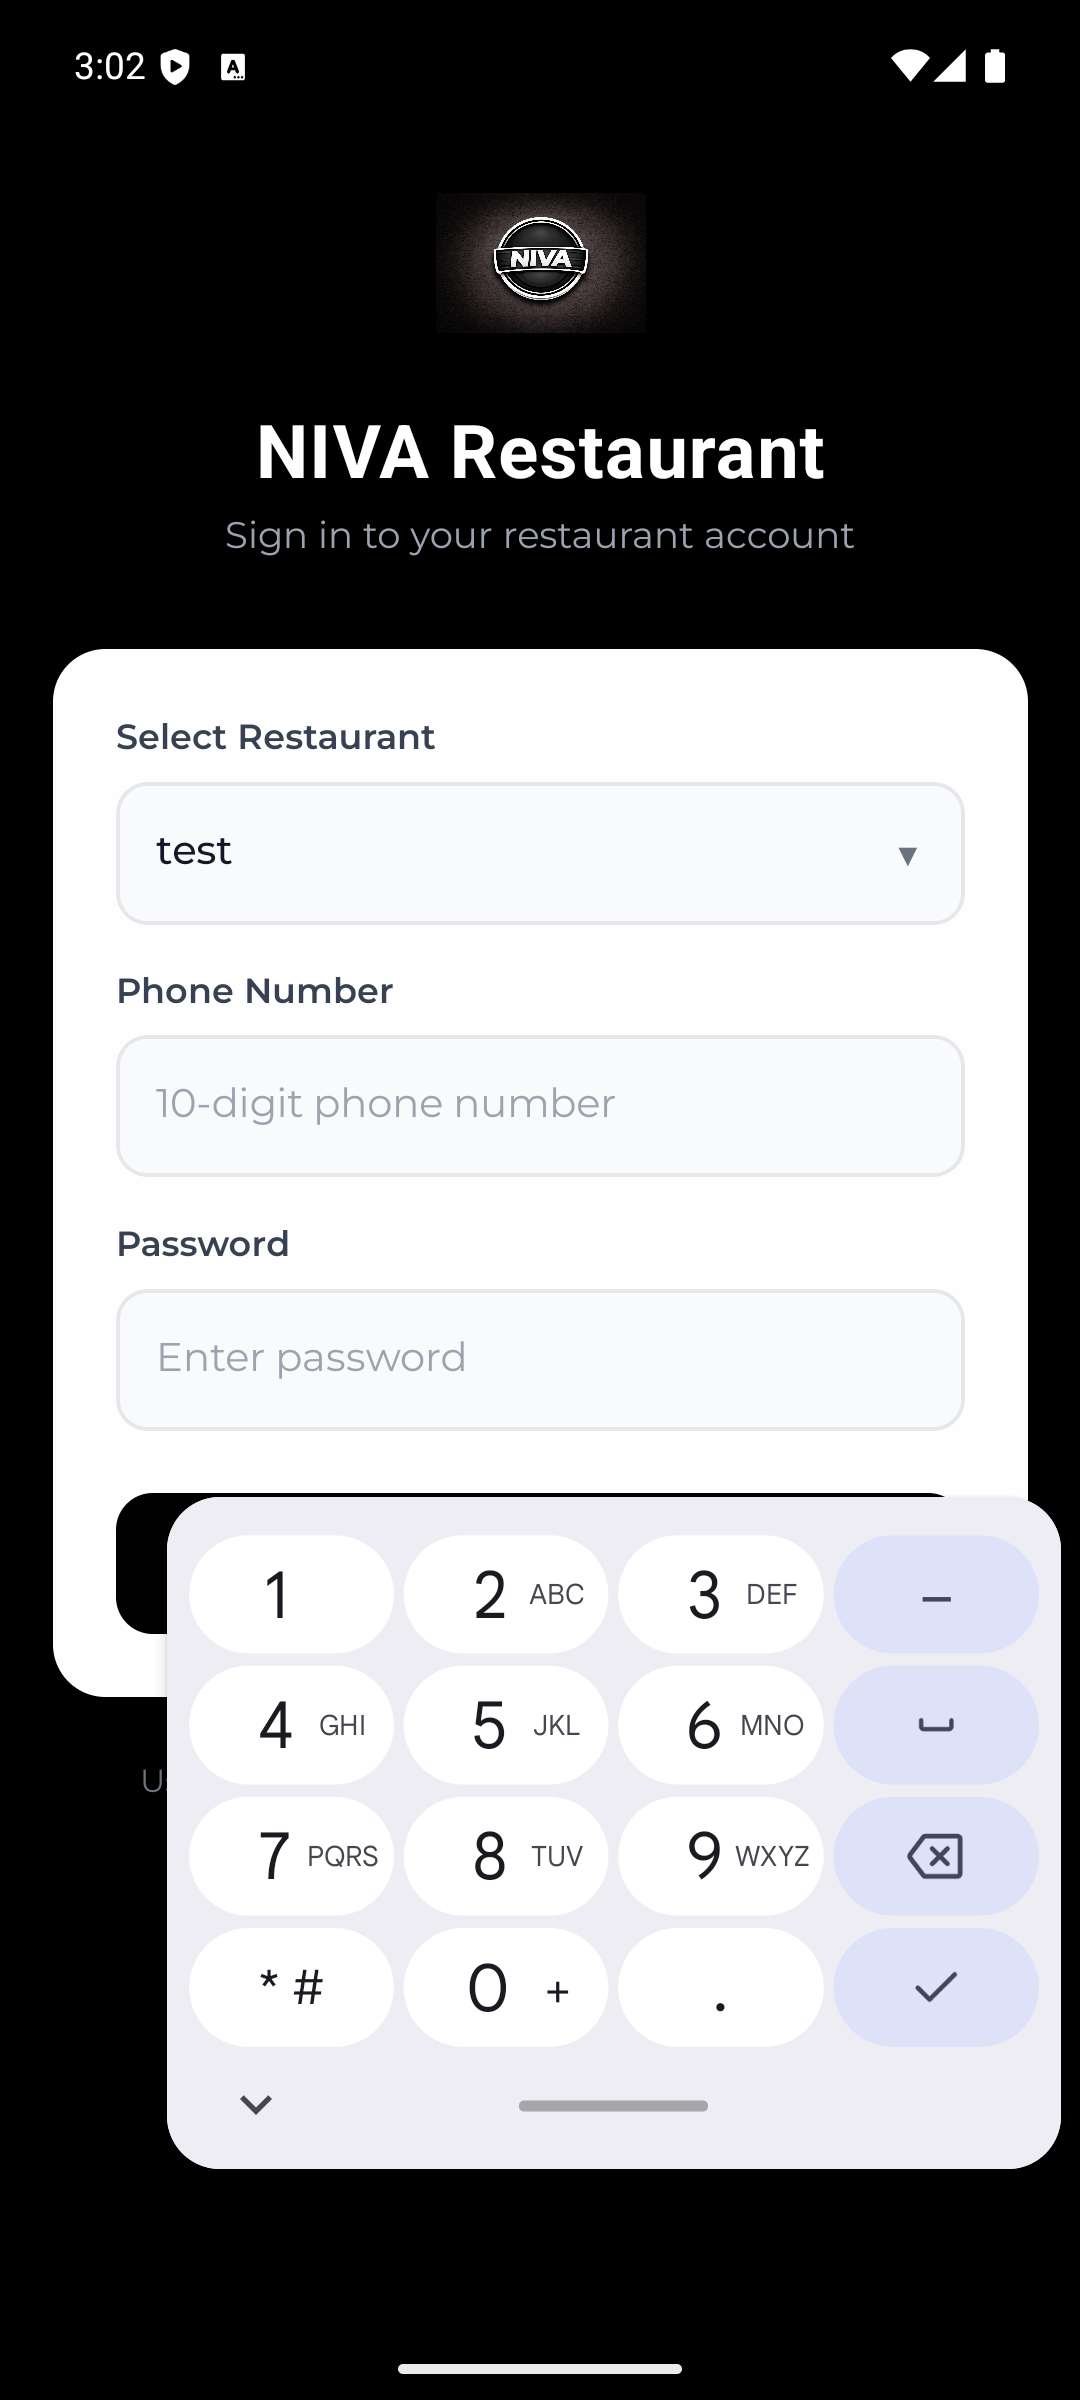 3:02
NIVA
NIVA Restaurant
Sign in to your restaurant account
Select Restaurant
test
Phone Number
10-digit phone number
Password
Enter password
1
2 ABC
3 DEF
–
4 GHI
5 JKL
6 MNO
7 PQRS
8 TUV
9 WXYZ
* #
0 +
.